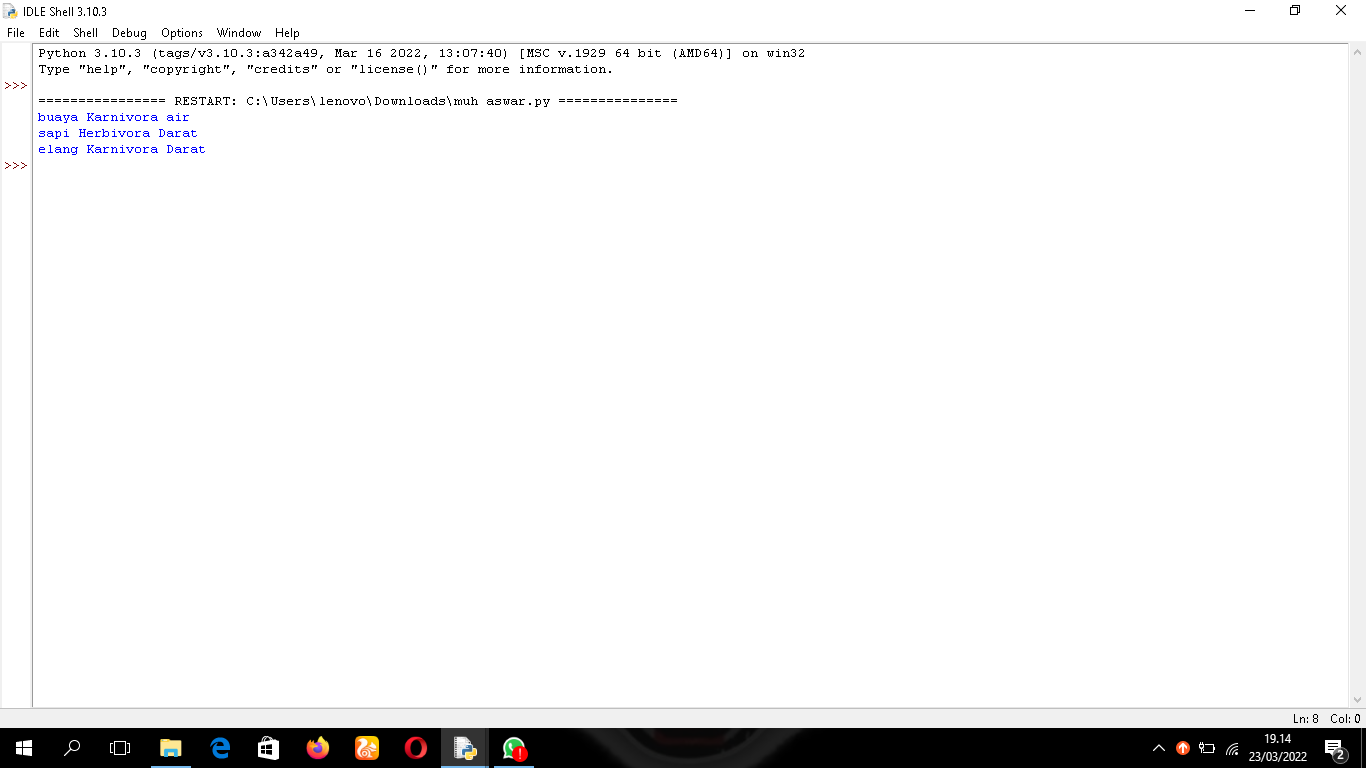 IDLE Shell 3.10.3
File Edit Shell Debug Options Window Help
Python 3.10.3 (tags/v3.10.3:a342a49, Mar 16 2022, 13:07:40) [MSC v.1929 64 bit (AMD64)] on win32
Type "help", "copyright", "credits" or "license()" for more information.
>>>
================ RESTART: C:\Users\lenovo\Downloads\muh aswar.py ===============
buaya Karnivora air
sapi Herbivora Darat
elang Karnivora Darat
>>>
Ln: 8 Col: 0
19.14
23/03/2022
2